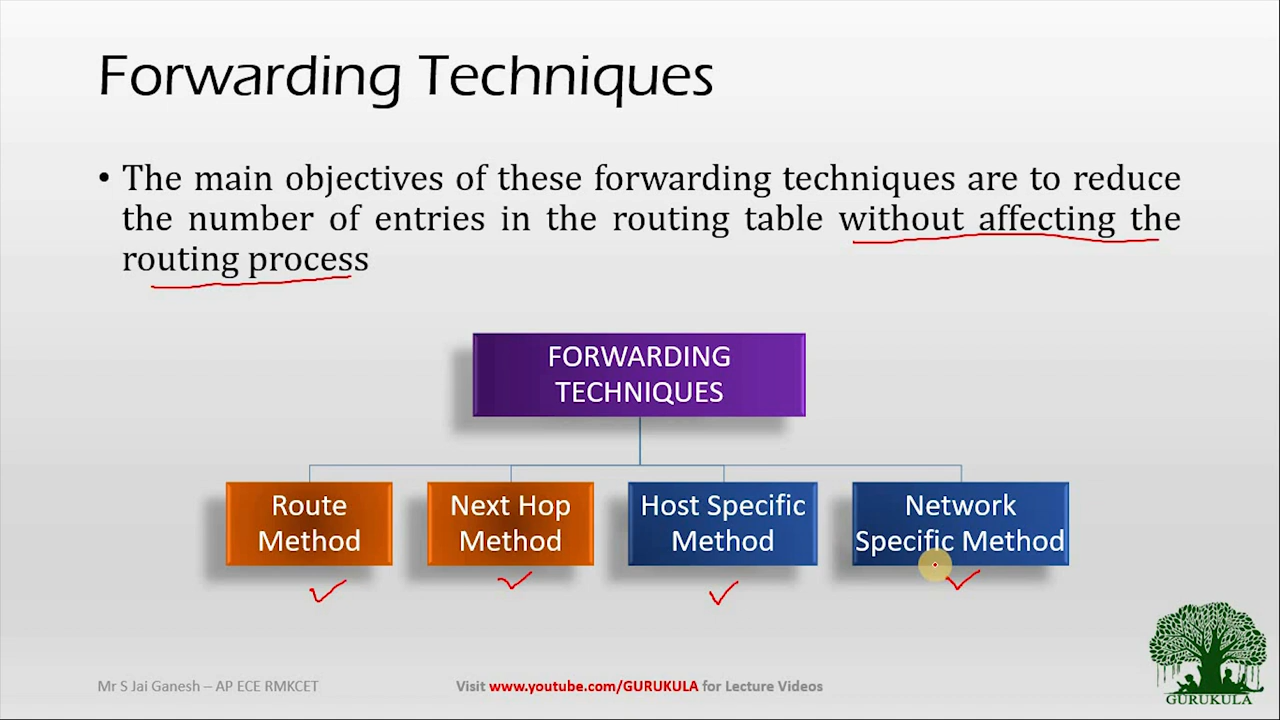 Forwarding Techniques
• The main objectives of these forwarding techniques are to reduce
the number of entries in the routing table without affecting the
routing process
FORWARDING
TECHNIQUES
Route
Method
Next Hop
Method
Host Specific
Method
Network
Specific Method
Mr S Jai Ganesh – AP ECE RMKCET
Visit www.youtube.com/GURUKULA for Lecture Videos
GURUKULA